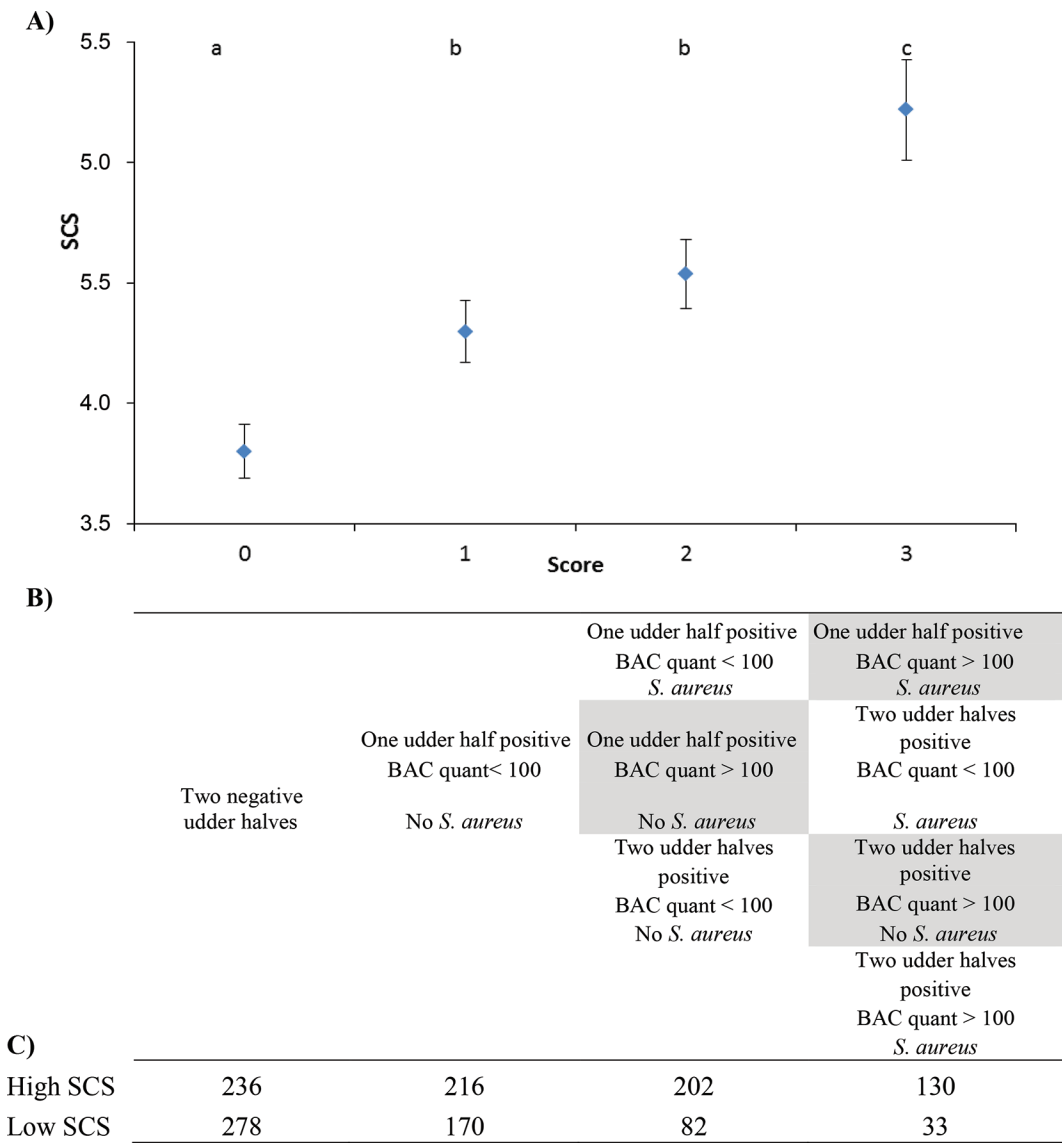 A)
5.5
a
b
b
c
5.0
SCS
5.5
4.0
3.5
0
1
2
3
Score
B)
One udder half positive
BAC quant < 100
S. aureus
One udder half positive
BAC quant > 100
S. aureus
Two negative
udder halves
One udder half positive
BAC quant< 100
No S. aureus
One udder half positive
BAC quant > 100
No S. aureus
Two udder halves
positive
BAC quant < 100
S. aureus
Two udder halves
positive
BAC quant < 100
No S. aureus
Two udder halves
positive
BAC quant > 100
No S. aureus
Two udder halves
positive
BAC quant > 100
S. aureus
C)
High SCS 236 216 202 130
Low SCS 278 170 82 33